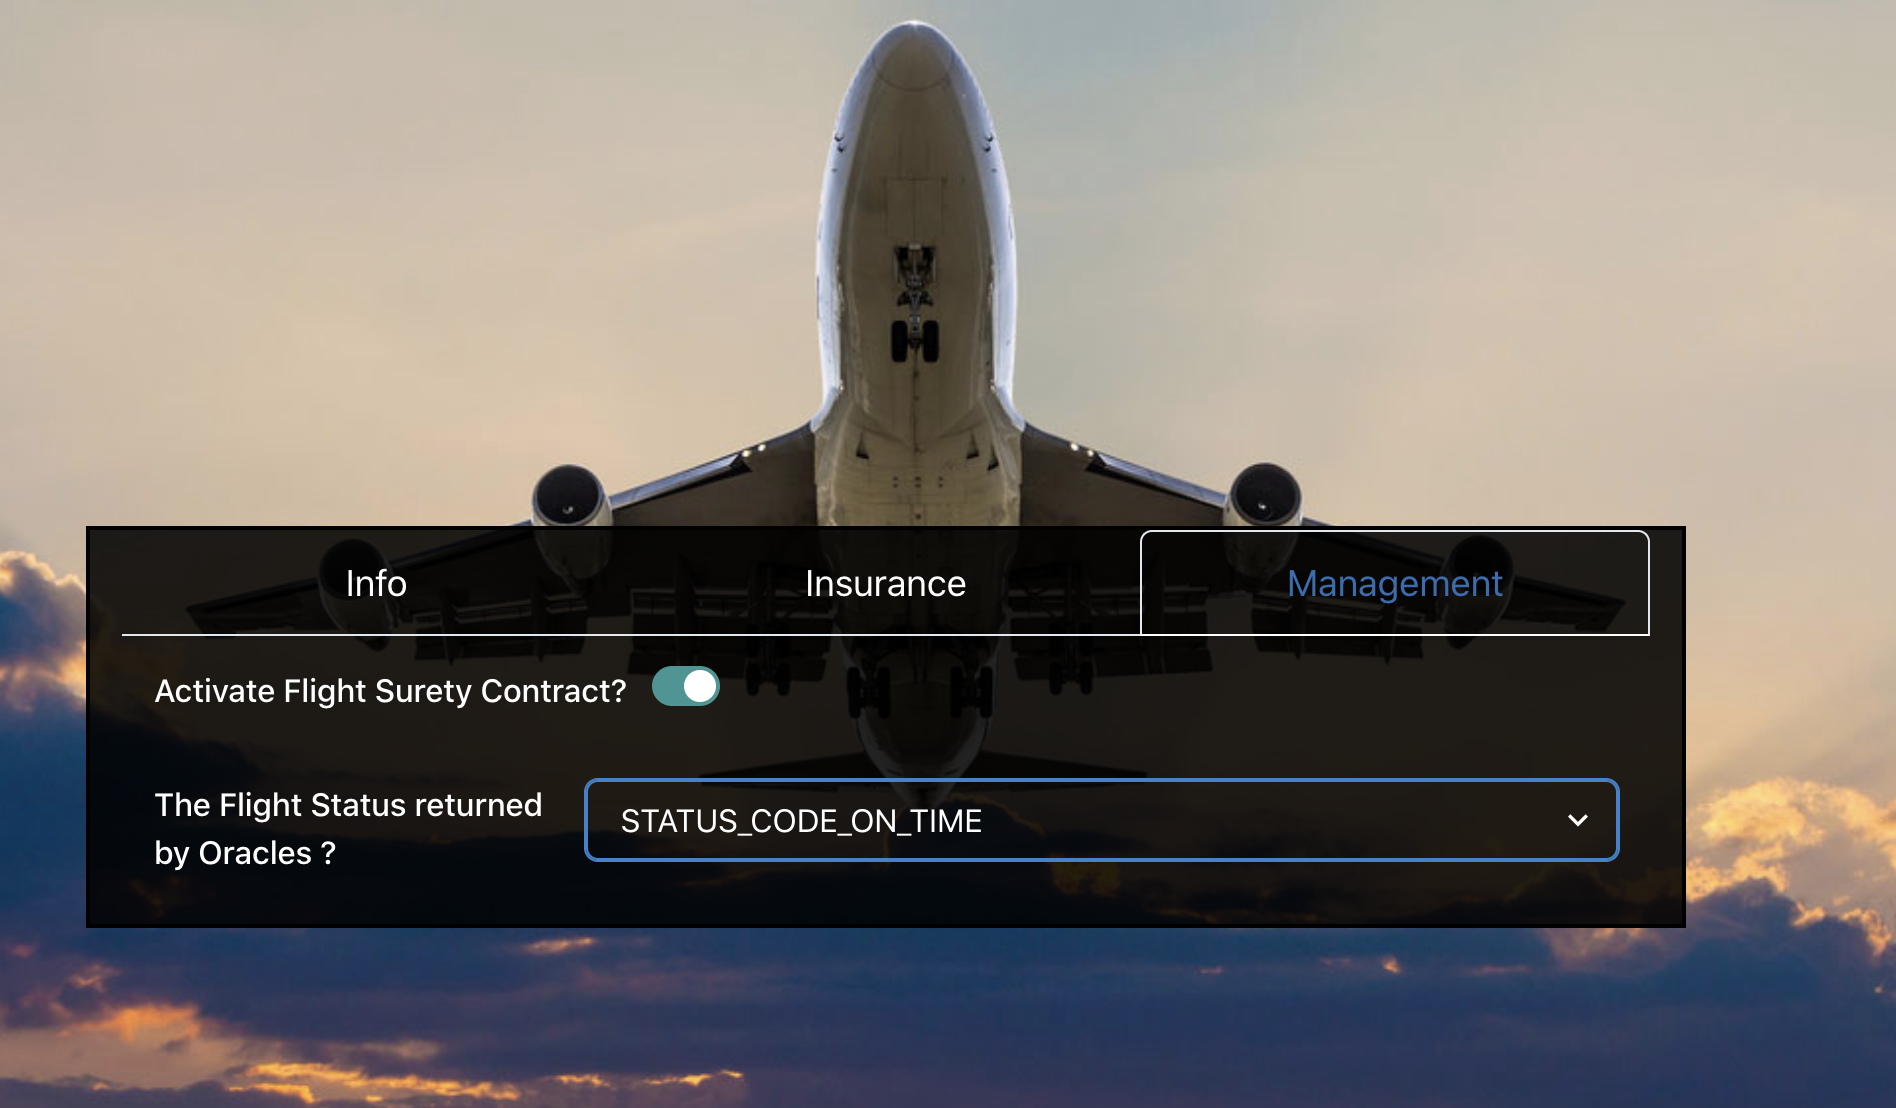 Info
Insurance
Management
Activate Flight Surety Contract?
The Flight Status returned
by Oracles ?
STATUS_CODE_ON_TIME